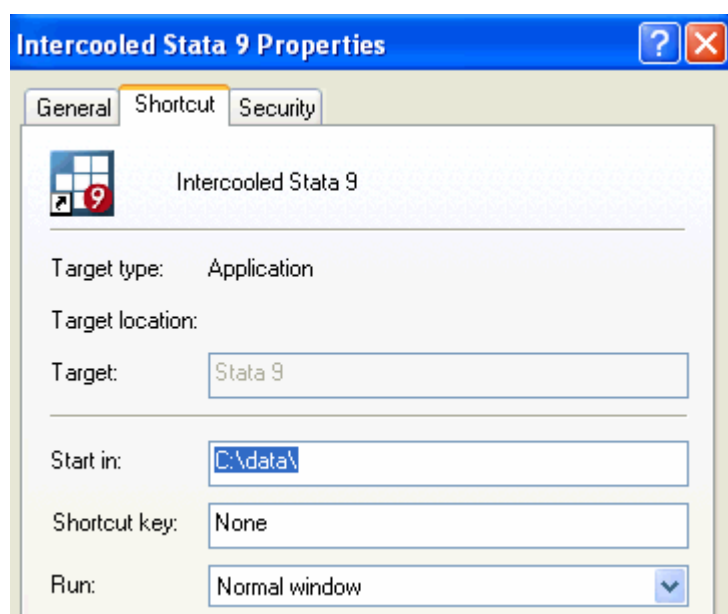 Intercooled Stata 9 Properties
?
General Shortcut Security
9 Intercooled Stata 9
Target type: Application
Target location:
Target: Stata 9
Start in: C:\data\
Shortcut key: None
Run: Normal window